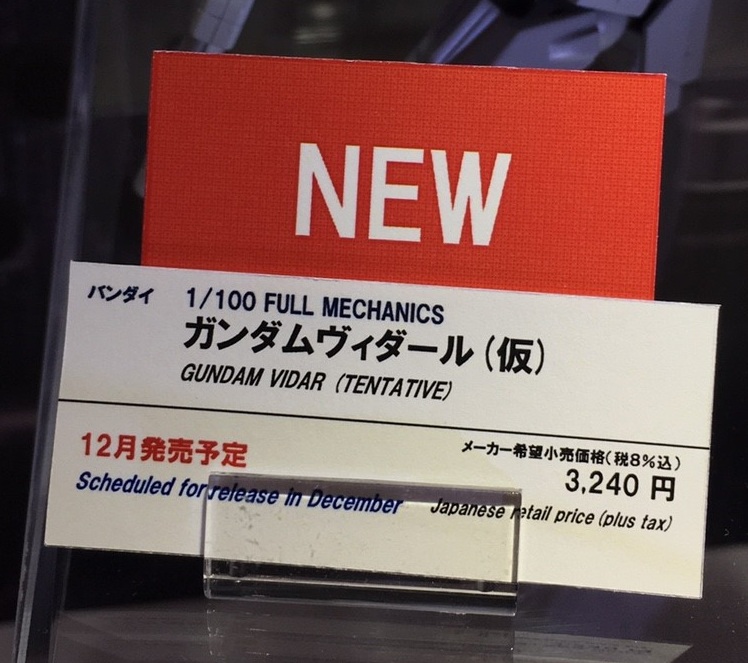 NEW
バンダイ 1/100 FULL MECHANICS
ガンダムヴィダール(仮)
GUNDAM VIDAR (TENTATIVE)
12月発売予定
Scheduled for release in December
メーカー希望小売価格(税8%込)
3,240 円
Japanese retail price (plus tax)